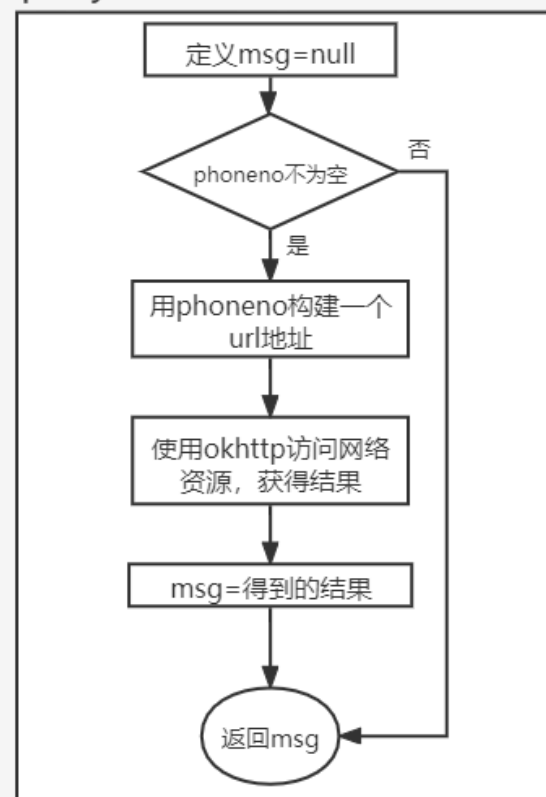 定义msg=null
phoneno不为空
否
是
用phoneno构建一个
url地址
使用okhttp访问网络
资源，获得结果
msg=得到的结果
返回msg